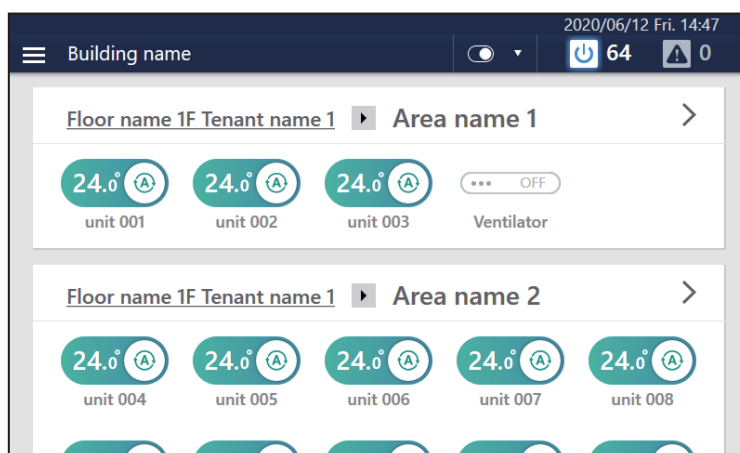 2020/06/12 Fri. 14:47
Building name 64 0
Floor name 1F Tenant name 1 Area name 1
24.0° A 24.0° A 24.0° A OFF
unit 001 unit 002 unit 003 Ventilator
Floor name 1F Tenant name 1 Area name 2
24.0° A 24.0° A 24.0° A 24.0° A 24.0° A
unit 004 unit 005 unit 006 unit 007 unit 008